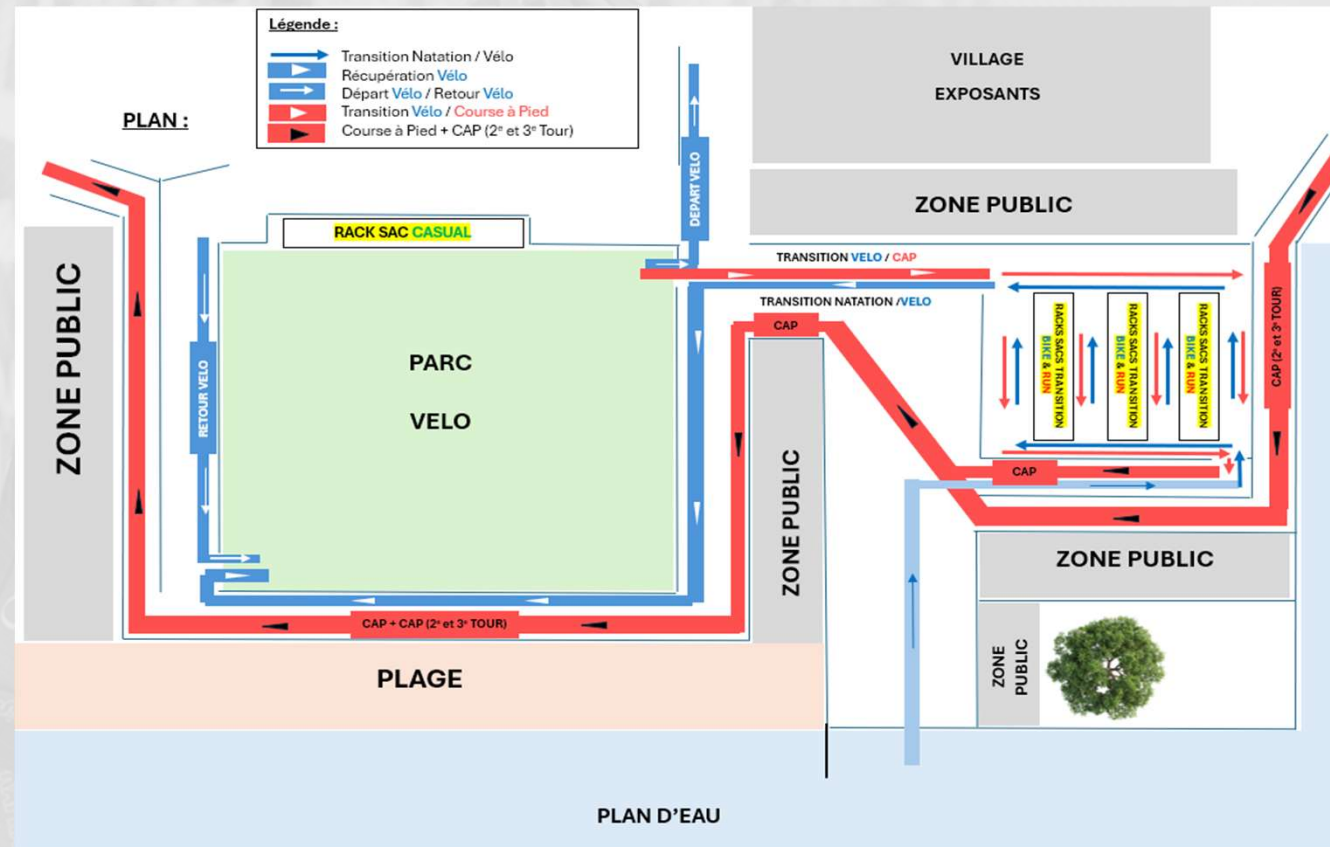 Légende :
Transition Natation / Vélo
Récupération Vélo
Départ Vélo / Retour Vélo
Transition Vélo / Course à Pied
Course à Pied + CAP (2e et 3e Tour)
PLAN :
VILLAGE
EXPOSANTS
ZONE PUBLIC
DEPART VELO
RACK SAC CASUAL
TRANSITION VELO / CAP
TRANSITION NATATION /VELO
CAP
ZONE PUBLIC
RETOUR VELO
PARC
VELO
RACKS SACS TRANSITION
BIKE & RUN
RACKS SACS TRANSITION
BIKE & RUN
RACKS SACS TRANSITION
BIKE & RUN
CAP (2e et 3e TOUR)
CAP
ZONE PUBLIC
ZONE PUBLIC
CAP + CAP (2e et 3e TOUR)
ZONE
PUBLIC
PLAGE
PLAN D'EAU